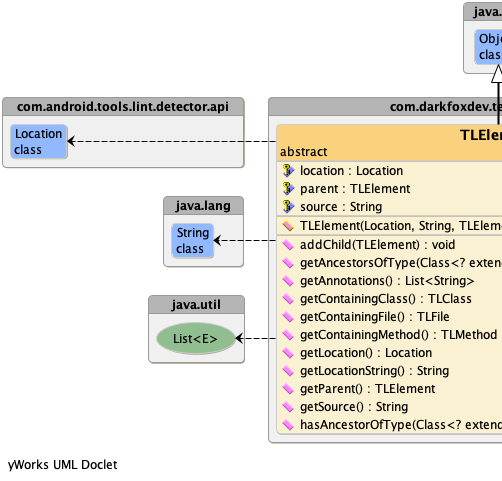 java.
Obje
clas
com.android.tools.lint.detector.api
Location
class
com.darkfoxdev.te
TLElem
abstract
location : Location
parent : TLElement
source : String
TLElement(Location, String, TLEleme
addChild(TLElement) : void
getAncestorsOfType(Class<? extend
getAnnotations() : List<String>
getContainingClass() : TLClass
getContainingFile() : TLFile
getContainingMethod() : TLMethod
getLocation() : Location
getLocationString() : String
getParent() : TLElement
getSource() : String
hasAncestorOfType(Class<? extend
java.lang
String
class
java.util
List<E>
yWorks UML Doclet